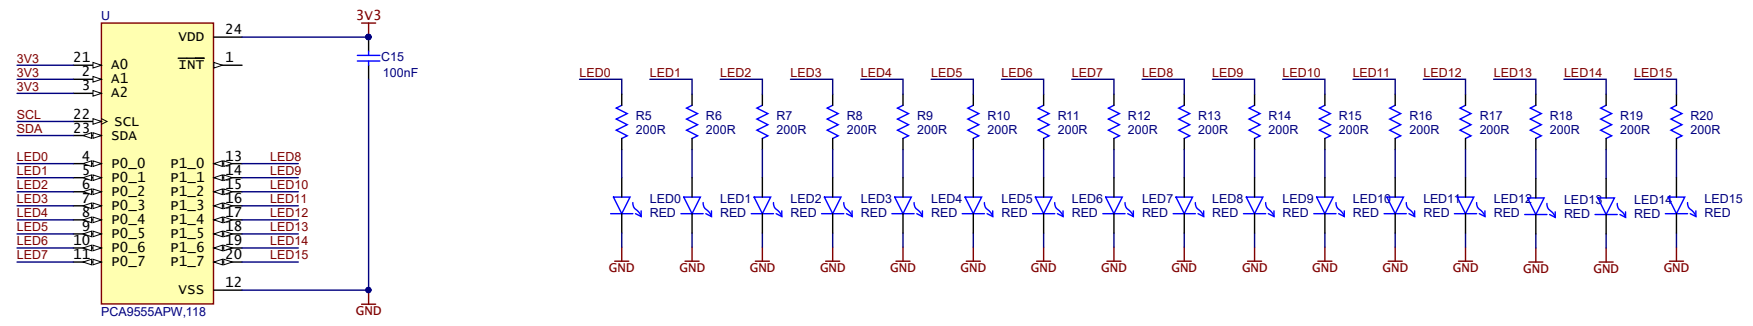 U
3V3
VDD 24
3V3 21 A0 INT 1
3V3 2 A1
3V3 3 A2
C15
100nF
SCL 22 SCL
SDA 23 SDA
LED0 4 P0_0 P1_0 13 LED8
LED1 5 P0_1 P1_1 14 LED9
LED2 6 P0_2 P1_2 15 LED10
LED3 7 P0_3 P1_3 16 LED11
LED4 8 P0_4 P1_4 17 LED12
LED5 9 P0_5 P1_5 18 LED13
LED6 10 P0_6 P1_6 19 LED14
LED7 11 P0_7 P1_7 20 LED15
VSS 12
PCA9555APW,118
GND
LED0 LED1 LED2 LED3 LED4 LED5 LED6 LED7 LED8 LED9 LED10 LED11 LED12 LED13 LED14 LED15
R5 R6 R7 R8 R9 R10 R11 R12 R13 R14 R15 R16 R17 R18 R19 R20
200R 200R 200R 200R 200R 200R 200R 200R 200R 200R 200R 200R 200R 200R 200R 200R
LED0 LED1 LED2 LED3 LED4 LED5 LED6 LED7 LED8 LED9 LED10 LED11 LED12 LED13 LED14 LED15
RED RED RED RED RED RED RED RED RED RED RED RED RED RED RED RED
GND GND GND GND GND GND GND GND GND GND GND GND GND GND GND GND